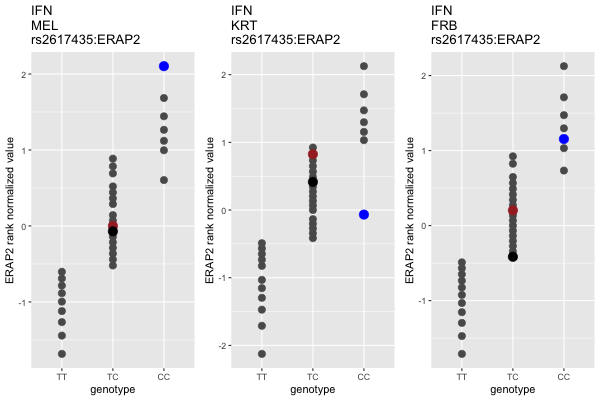 IFN
MEL
rs2617435:ERAP2
ERAP2 rank normalized value
2
1
0
-1
TT
TC
CC
genotype
IFN
KRT
rs2617435:ERAP2
ERAP2 rank normalized value
2
1
0
-1
-2
TT
TC
CC
genotype
IFN
FRB
rs2617435:ERAP2
ERAP2 rank normalized value
2
1
0
-1
TT
TC
CC
genotype